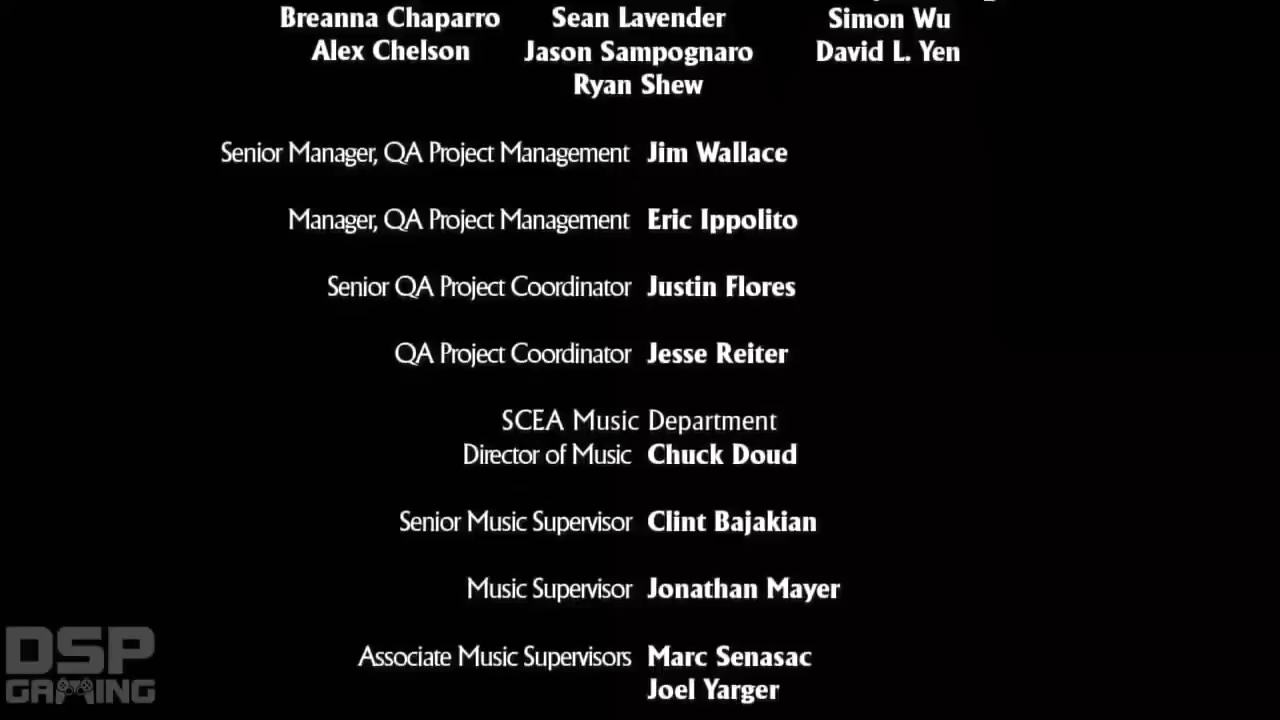 Breanna Chaparro Sean Lavender Simon Wu
Alex Chelson Jason Sampognaro David L. Yen
Ryan Shew
Senior Manager, QA Project Management Jim Wallace
Manager, QA Project Management Eric Ippolito
Senior QA Project Coordinator Justin Flores
QA Project Coordinator Jesse Reiter
SCEA Music Department
Director of Music Chuck Doud
Senior Music Supervisor Clint Bajakian
Music Supervisor Jonathan Mayer
Associate Music Supervisors Marc Senasac
Joel Yarger
DSP
GAMING